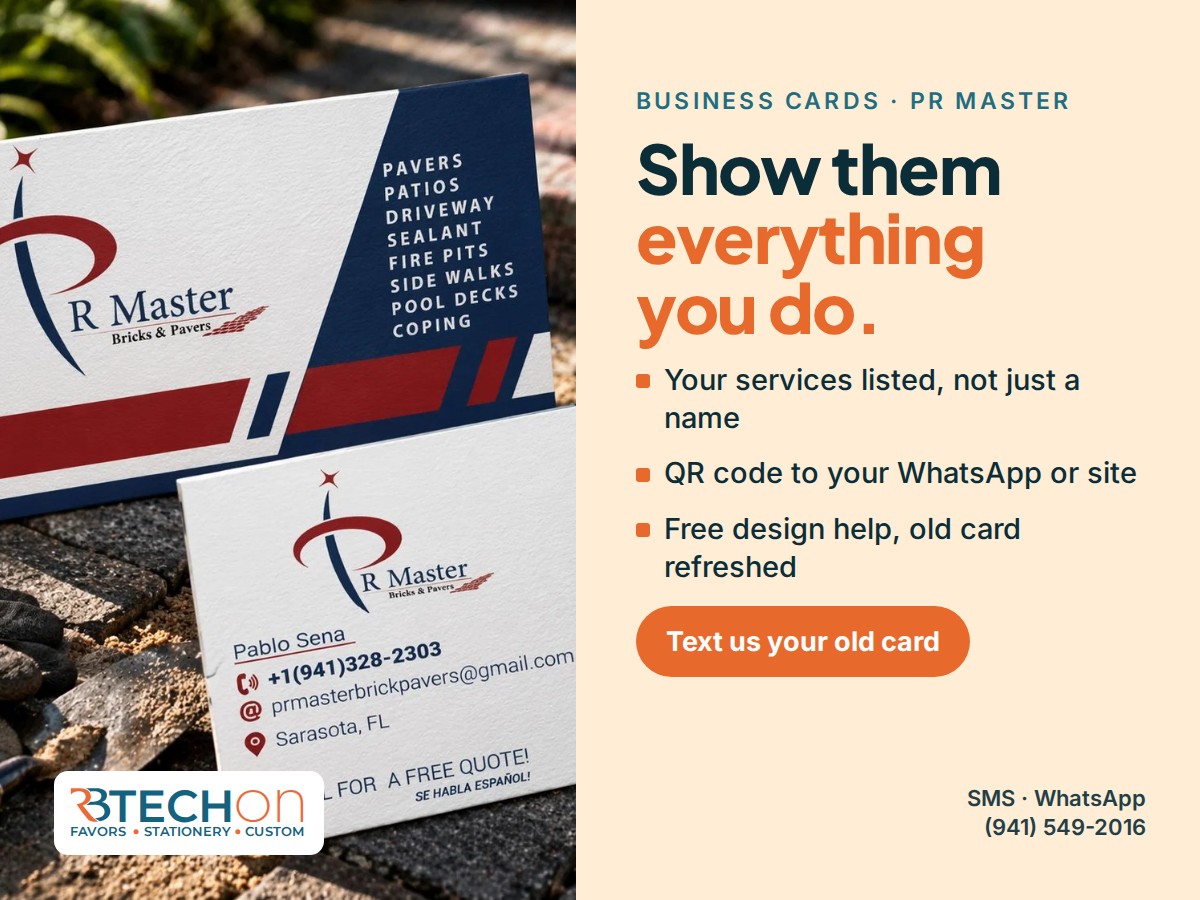 PAVERS
PATIOS
DRIVEWAY
SEALANT
FIRE PITS
SIDE WALKS
POOL DECKS
COPING
R Master
Bricks & Pavers
R Master
Bricks & Pavers
Pablo Sena
+1(941)328-2303
@ prmasterbrickpavers@gmail.com
Sarasota, FL
FOR A FREE QUOTE!
SE HABLA ESPAÑOL!
RBTECHON
FAVORS • STATIONERY • CUSTOM
BUSINESS CARDS · PR MASTER
Show them
everything
you do.
Your services listed, not just a
name
QR code to your WhatsApp or site
Free design help, old card
refreshed
Text us your old card
SMS · WhatsApp
(941) 549-2016